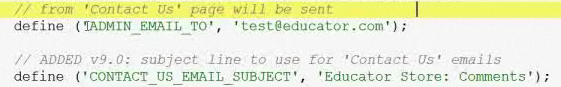 // from 'Contact Us' page will be sent
define ('ADMIN_EMAIL_TO', 'test@educator.com');
// ADDED v9.0: subject line to use for 'Contact Us' emails
define ('CONTACT_US_EMAIL_SUBJECT', 'Educator Store: Comments');